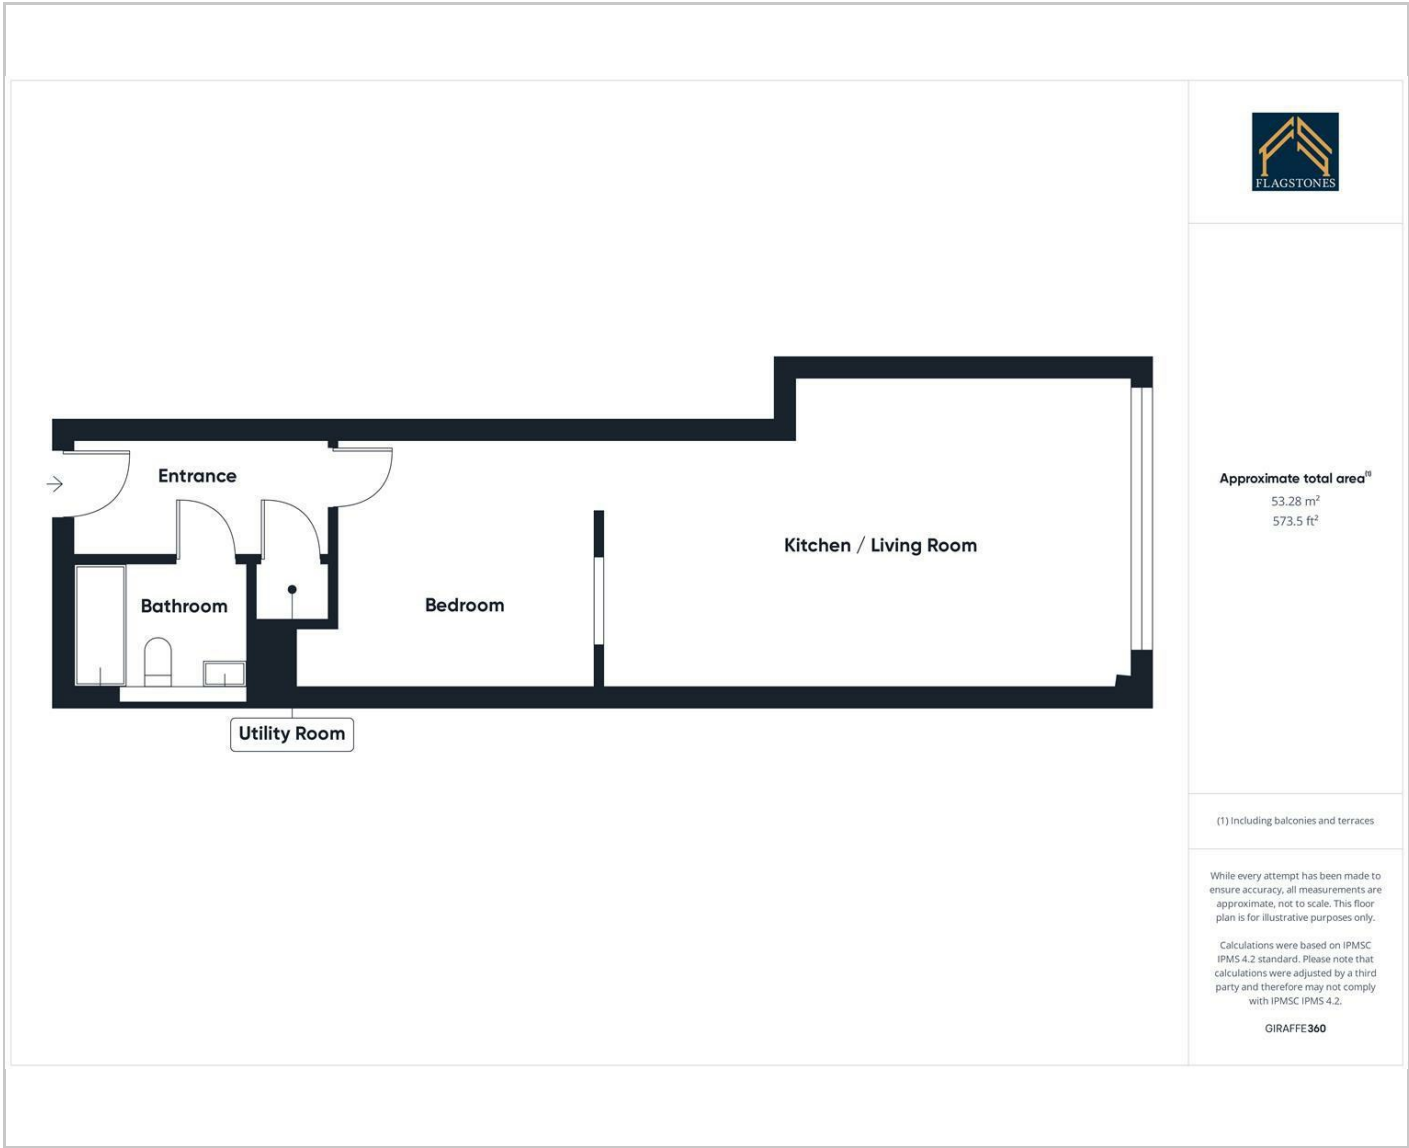 FLAGSTONES
Entrance
Bathroom
Bedroom
Kitchen / Living Room
Utility Room
Approximate total area(1)
53.28 m²
573.5 ft²
(1) Including balconies and terraces
While every attempt has been made to
ensure accuracy, all measurements are
approximate, not to scale. This floor
plan is for illustrative purposes only.
Calculations were based on IPMSC
IPMS 4.2 standard. Please note that
calculations were adjusted by a third
party and therefore may not comply
with IPMSC IPMS 4.2.
GIRAFFE360